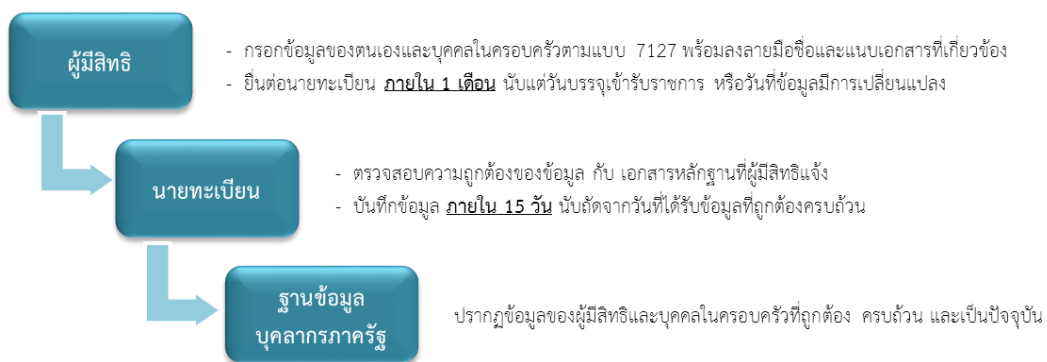 ผู้มีสิทธิ
- กรอกข้อมูลของตนเองและบุคคลในครอบครัวตามแบบ 7127 พร้อมลงลายมือชื่อและแนบเอกสารที่เกี่ยวข้อง
- ยื่นต่อนายทะเบียน ภายใน 1 เดือน นับแต่วันบรรจุเข้ารับราชการ หรือวันที่ข้อมูลมีการเปลี่ยนแปลง
นายทะเบียน
- ตรวจสอบความถูกต้องของข้อมูล กับ เอกสารหลักฐานที่ผู้มีสิทธิแจ้ง
- บันทึกข้อมูล ภายใน 15 วัน นับถัดจากวันที่ได้รับข้อมูลที่ถูกต้องครบถ้วน
ฐานข้อมูล
บุคลากรภาครัฐ
ปรากฏข้อมูลของผู้มีสิทธิและบุคคลในครอบครัวที่ถูกต้อง ครบถ้วน และเป็นปัจจุบัน